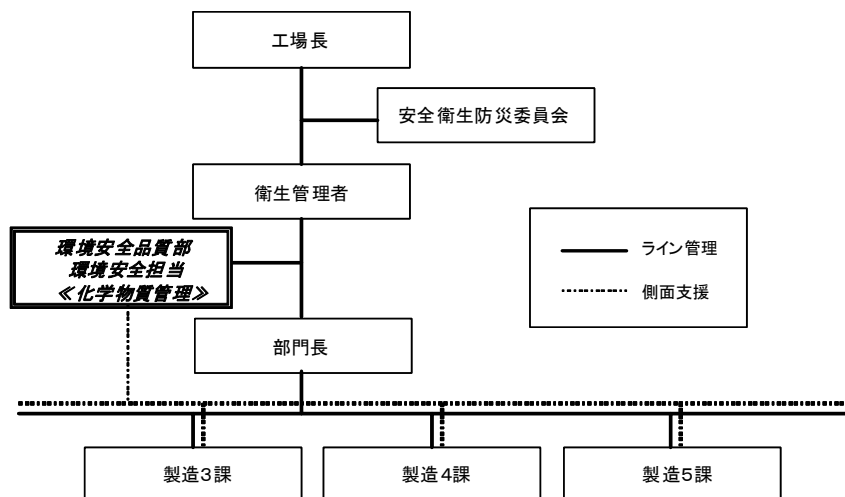 工場長
安全衛生防災委員会
衛生管理者
環境安全品質部
環境安全担当
≪化学物質管理≫
ライン管理
側面支援
部門長
製造3課
製造4課
製造5課